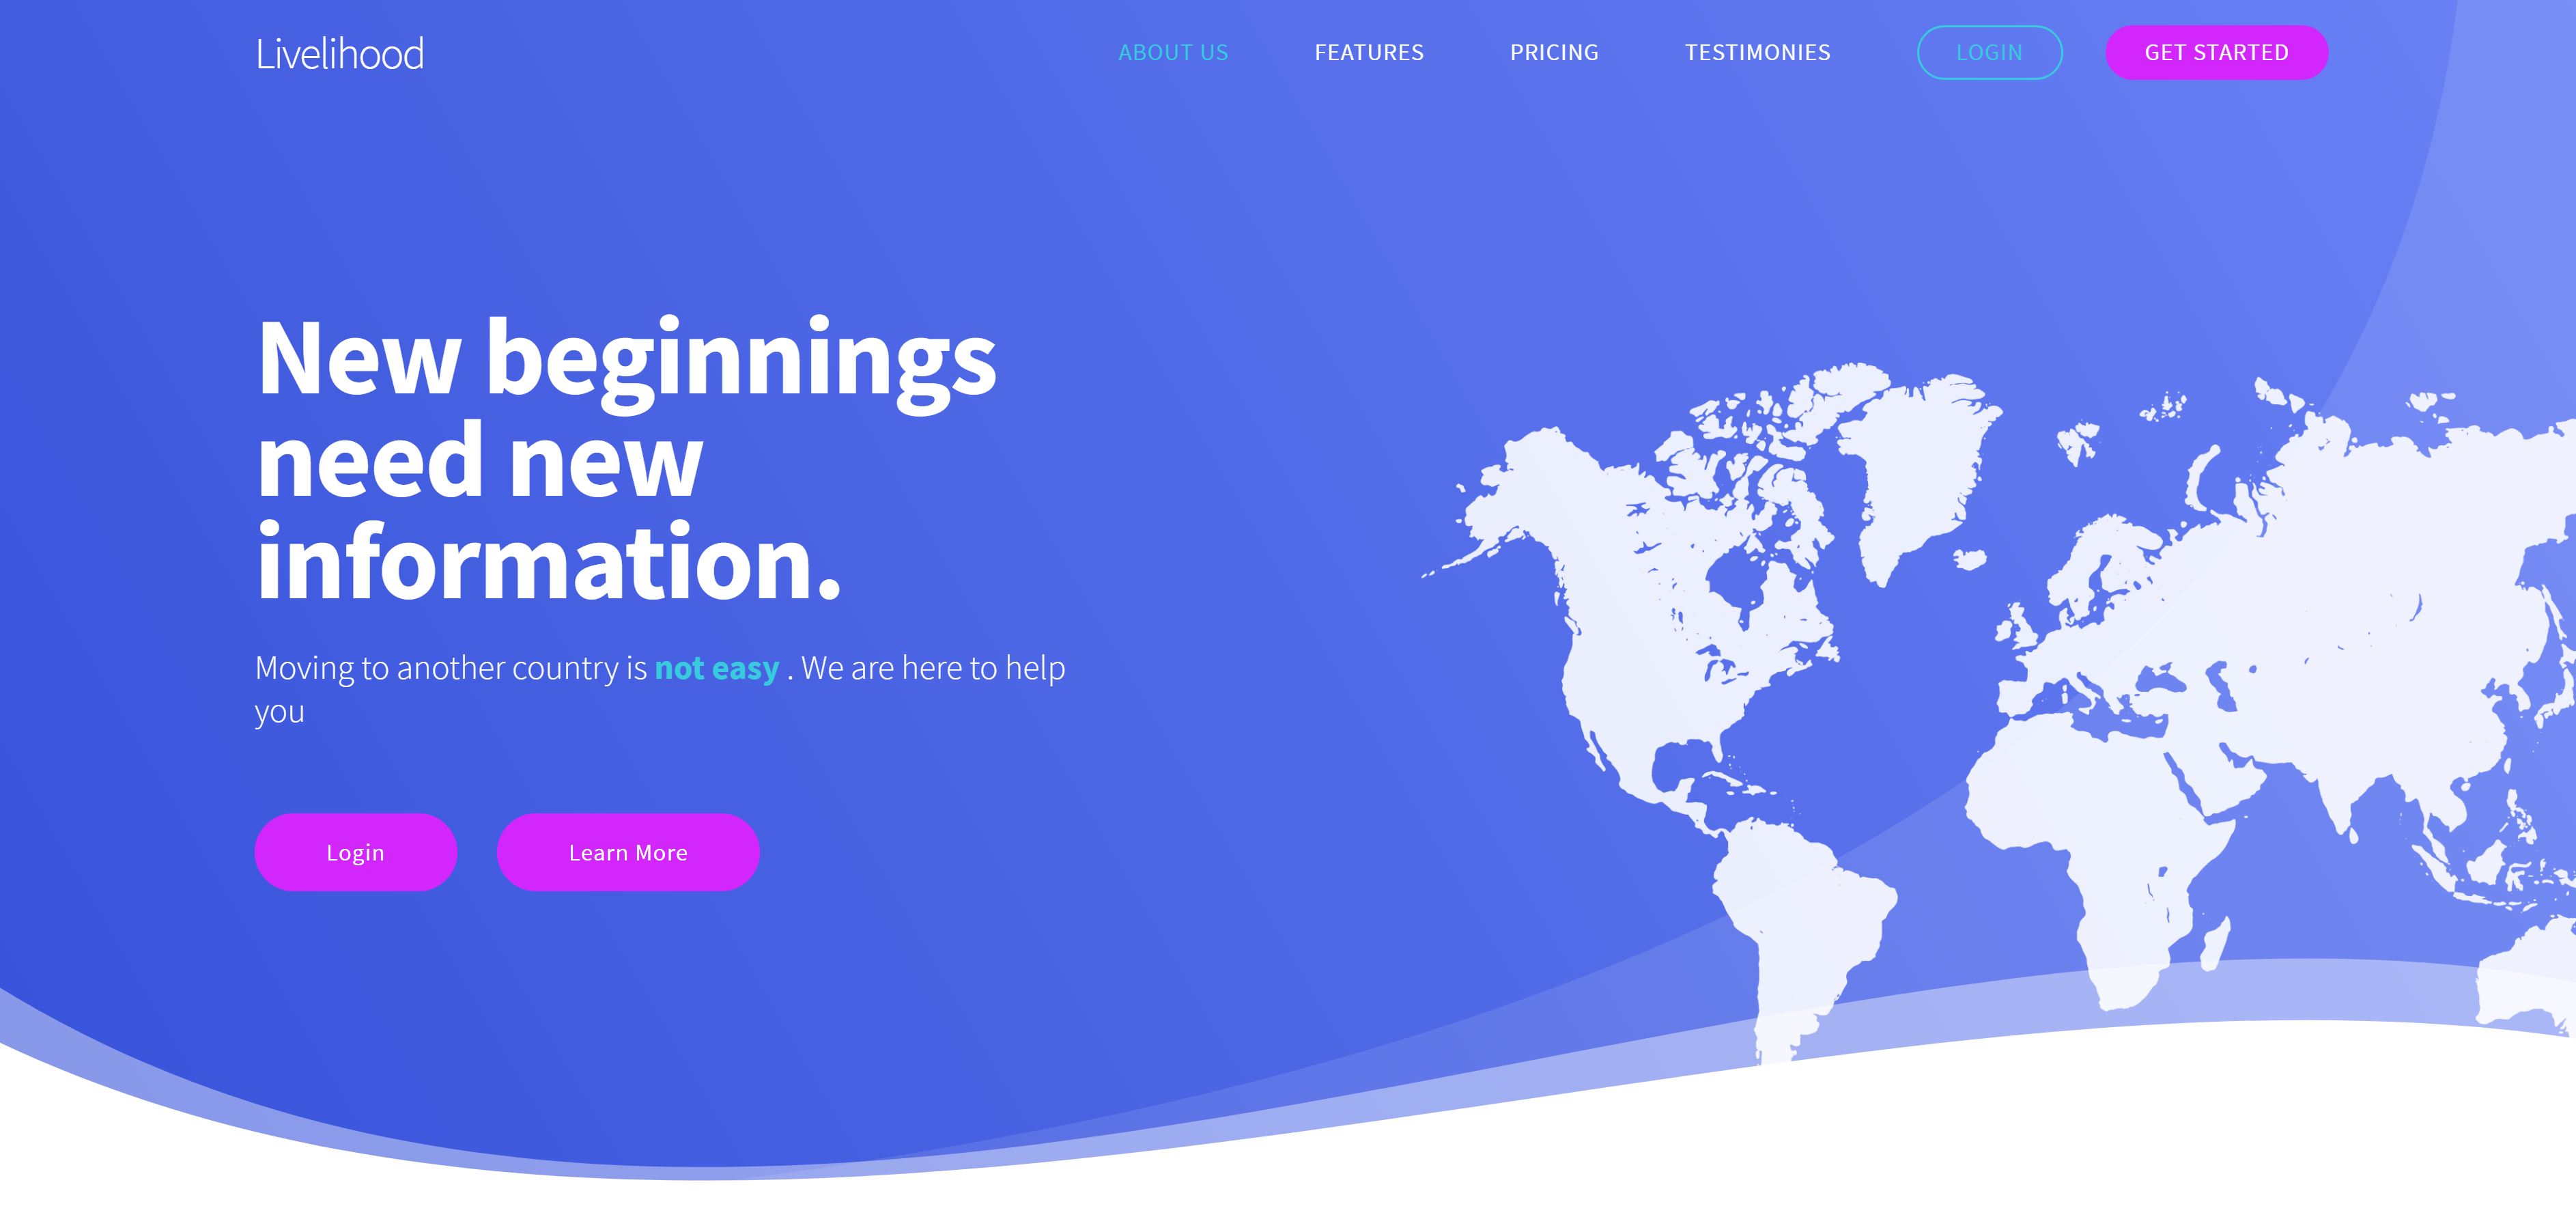 Livelihood
ABOUT US FEATURES PRICING TESTIMONIES LOGIN GET STARTED
New beginnings
need new
information.
Moving to another country is not easy . We are here to help
you
Login Learn More